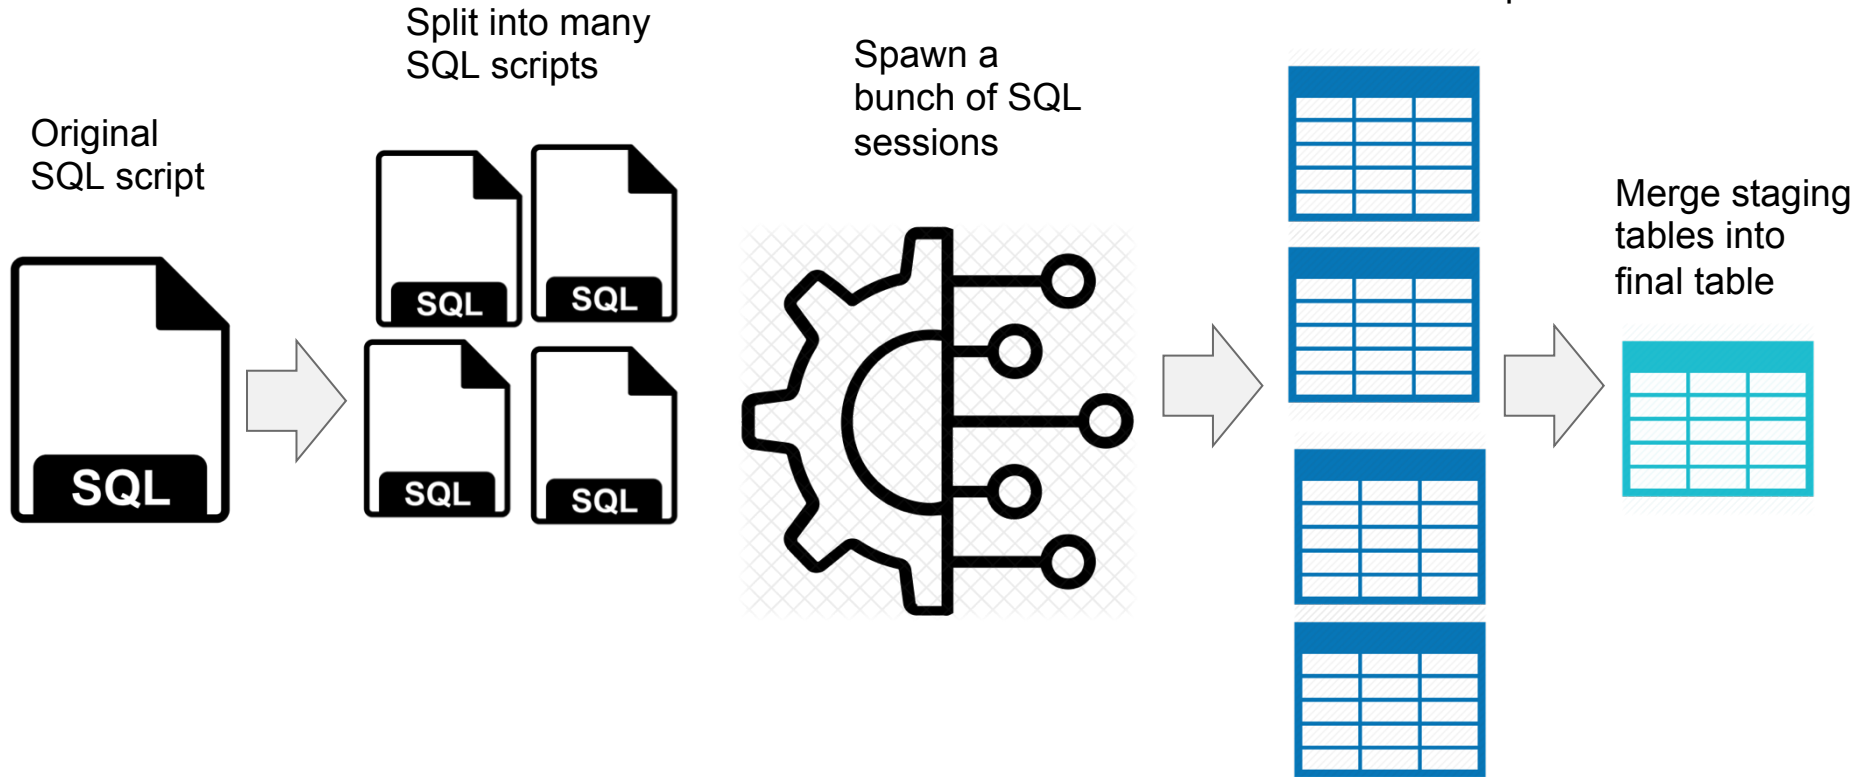 Original
SQL script
Split into many
SQL scripts
Spawn a
bunch of SQL
sessions
Merge staging
tables into
final table
SQL
SQL
SQL
SQL
SQL